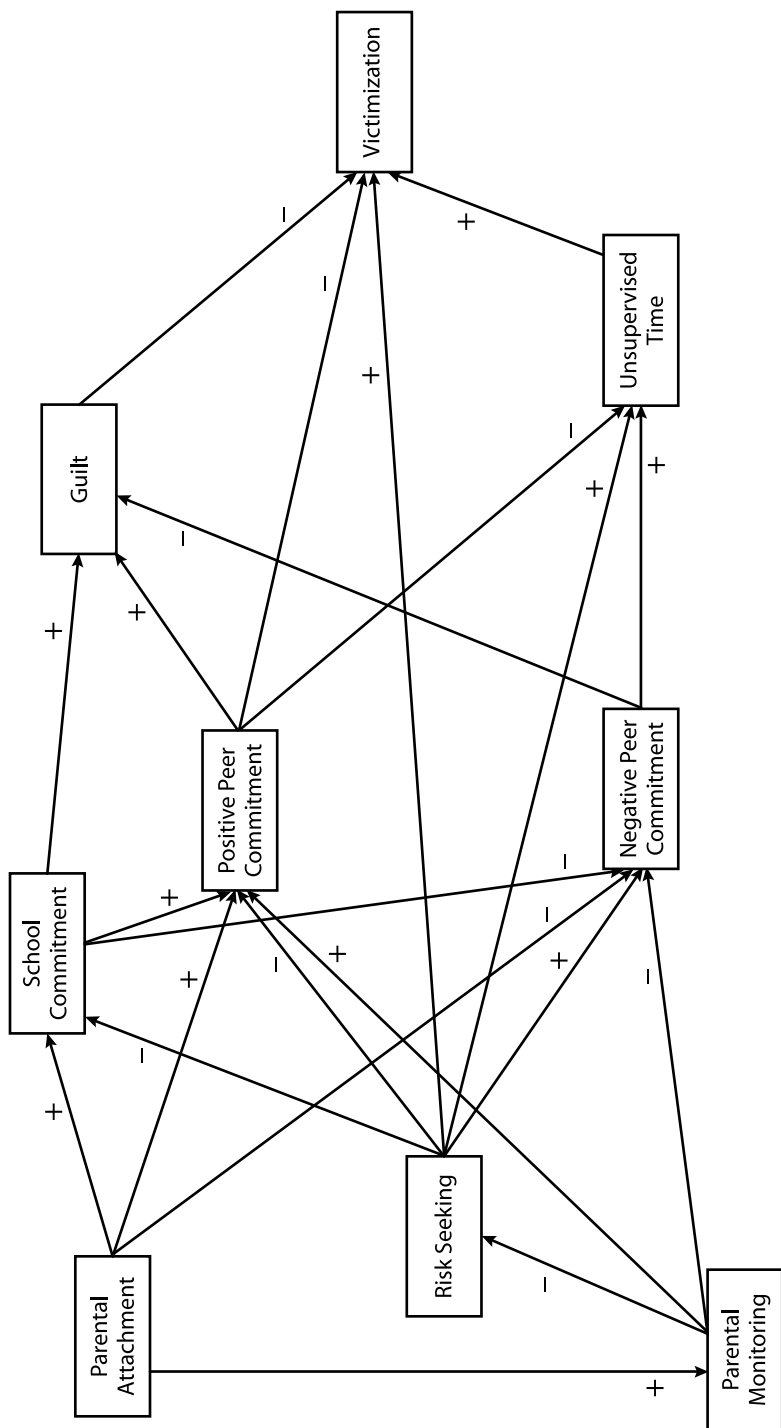 Parental
Attachment
School
Commitment
Guilt
Positive Peer
Commitment
Risk Seeking
Victimization
Parental
Monitoring
Negative Peer
Commitment
Unsupervised
Time
+
+
+
+
+
+
+
+
+
+
+
+
–
–
–
–
–
–
–
–
–
–